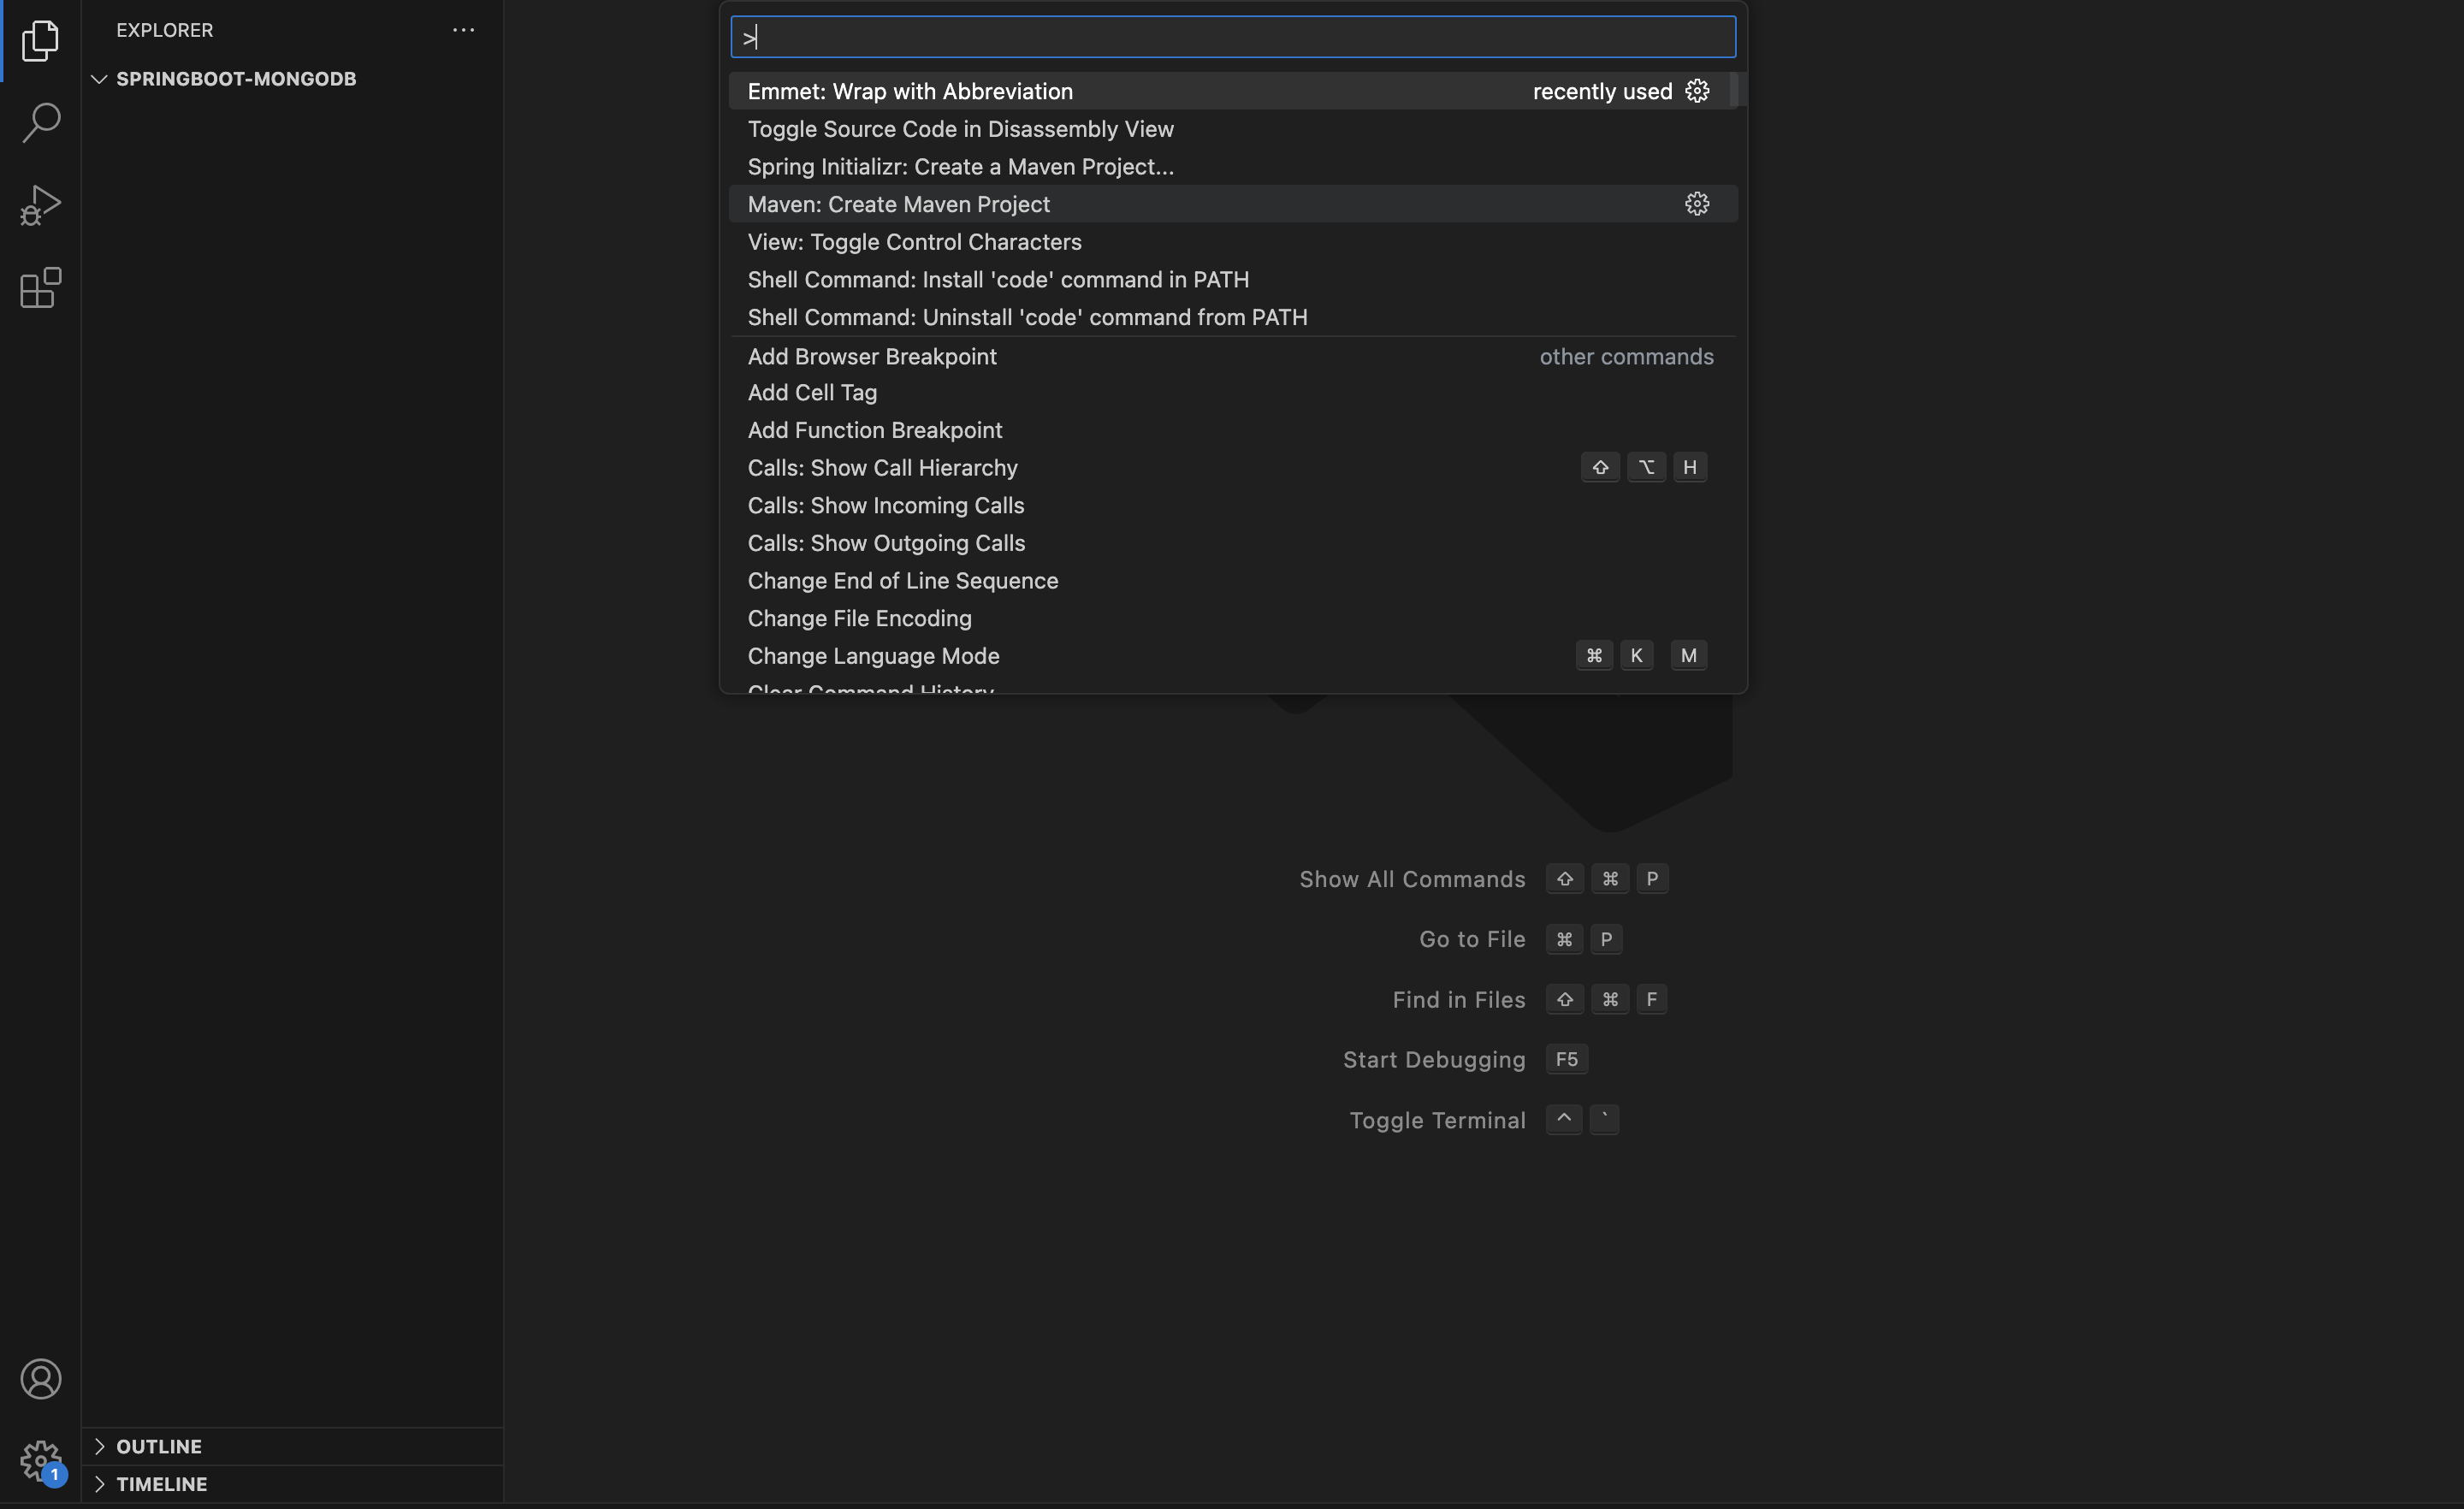 EXPLORER
SPRINGBOOT-MONGODB
>
Emmet: Wrap with Abbreviation recently used
Toggle Source Code in Disassembly View
Spring Initializr: Create a Maven Project...
Maven: Create Maven Project
View: Toggle Control Characters
Shell Command: Install 'code' command in PATH
Shell Command: Uninstall 'code' command from PATH
Add Browser Breakpoint other commands
Add Cell Tag
Add Function Breakpoint
Calls: Show Call Hierarchy ⇧ ⌥ H
Calls: Show Incoming Calls
Calls: Show Outgoing Calls
Change End of Line Sequence
Change File Encoding
Change Language Mode ⌘ K M
Clear Command History
Show All Commands ⇧ ⌘ P
Go to File ⌘ P
Find in Files ⇧ ⌘ F
Start Debugging F5
Toggle Terminal ^ `
OUTLINE
1
TIMELINE